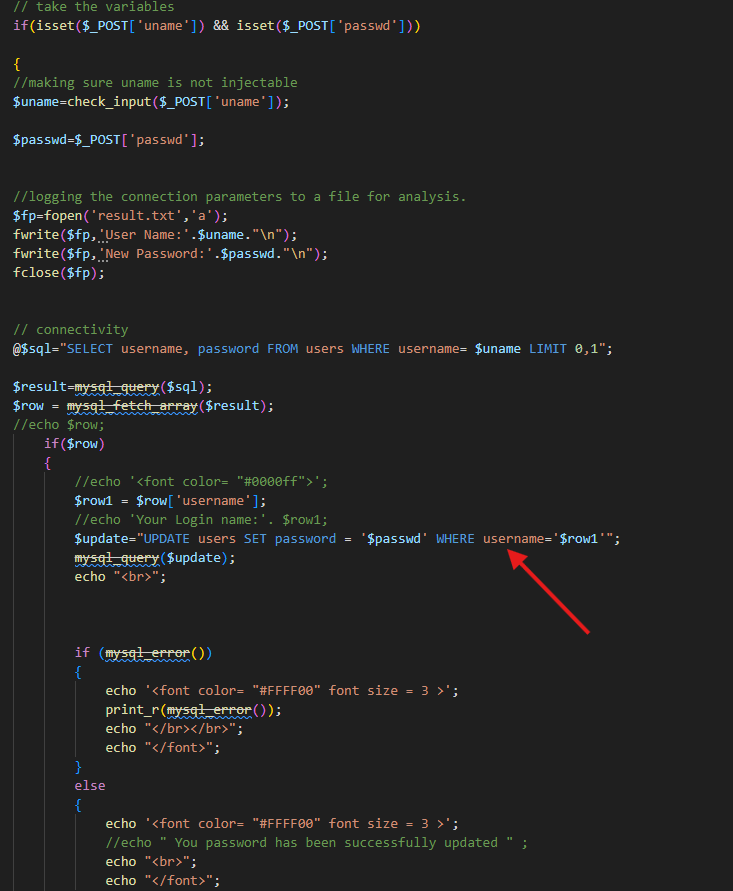 // take the variables
if(isset($_POST['uname']) && isset($_POST['passwd']))
{
//making sure uname is not injectable
$uname=check_input($_POST['uname']);
$passwd=$_POST['passwd'];
//logging the connection parameters to a file for analysis.
$fp=fopen('result.txt','a');
fwrite($fp,'User Name:'.$uname."\n");
fwrite($fp,'New Password:'.$passwd."\n");
fclose($fp);
// connectivity
@$sql="SELECT username, password FROM users WHERE username= $uname LIMIT 0,1";
$result=mysql_query($sql);
$row = mysql_fetch_array($result);
//echo $row;
if($row)
{
//echo '<font color= "#0000ff">';
$row1 = $row['username'];
//echo 'Your Login name:'. $row1;
$update="UPDATE users SET password = '$passwd' WHERE username='$row1'";
mysql_query($update);
echo "<br>";
if (mysql_error())
{
echo '<font color= "#FFFF00" font size = 3 >';
print_r(mysql_error());
echo "</br></br>";
echo "</font>";
}
else
{
echo '<font color= "#FFFF00" font size = 3 >';
//echo " You password has been successfully updated " ;
echo "<br>";
echo "</font>";